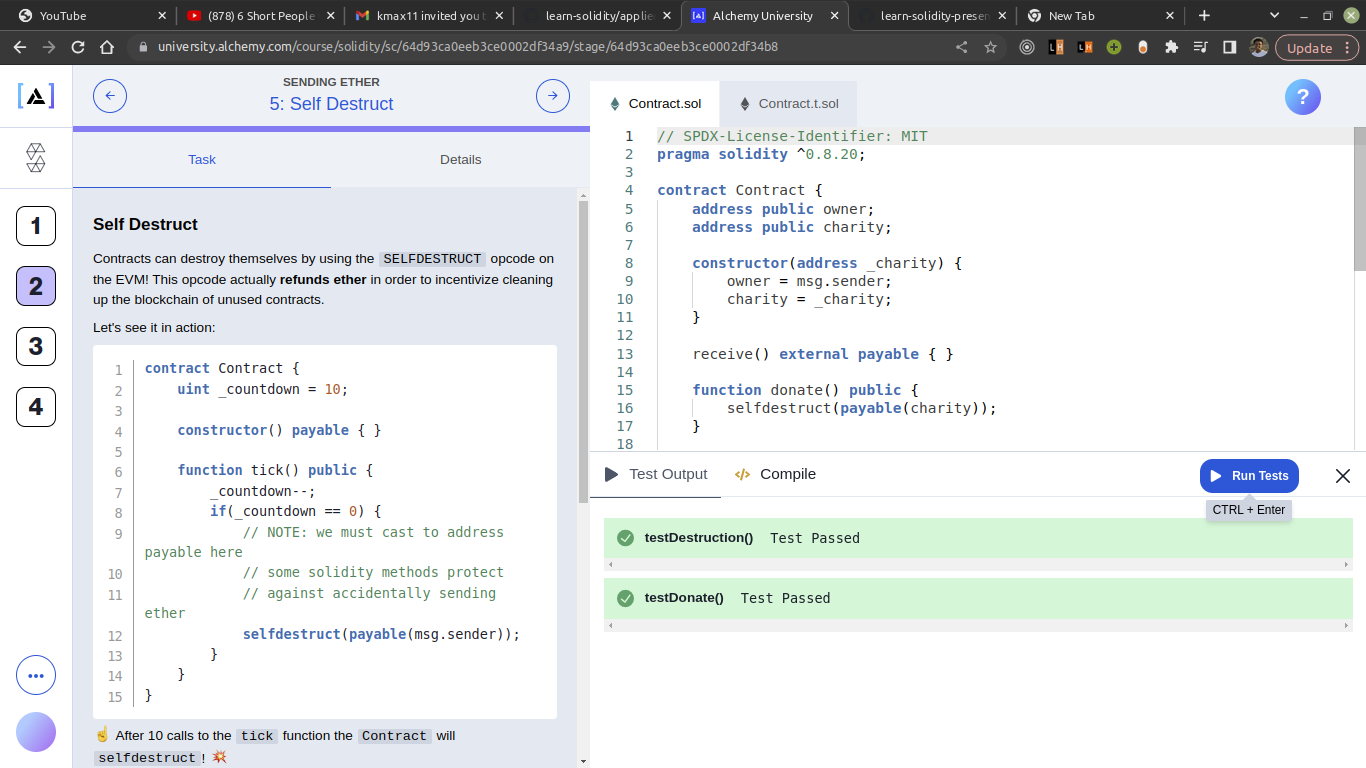 YouTube
(878) 6 Short People
kmax11 invited you t
learn-solidity/applie
Alchemy University
learn-solidity-presen
New Tab
university.alchemy.com/course/solidity/sc/64d93ca0eeb3ce0002df34a9/stage/64d93ca0eeb3ce0002df34b8
LH
LH
Update
[A]
1
2
3
4
SENDING ETHER
5: Self Destruct
Task
Details
Self Destruct
Contracts can destroy themselves by using the SELFDESTRUCT opcode on
the EVM! This opcode actually refunds ether in order to incentivize cleaning
up the blockchain of unused contracts.
Let's see it in action:
1 contract Contract {
2 uint _countdown = 10;
3
4 constructor() payable { }
5
6 function tick() public {
7 _countdown--;
8 if(_countdown == 0) {
9 // NOTE: we must cast to address
payable here
10 // some solidity methods protect
11 // against accidentally sending
ether
12 selfdestruct(payable(msg.sender));
13 }
14 }
15 }
☝️ After 10 calls to the tick function the Contract will
selfdestruct! 💥
Contract.sol
Contract.t.sol
?
1 // SPDX-License-Identifier: MIT
2 pragma solidity ^0.8.20;
3
4 contract Contract {
5 address public owner;
6 address public charity;
7
8 constructor(address _charity) {
9 owner = msg.sender;
10 charity = _charity;
11 }
12
13 receive() external payable { }
14
15 function donate() public {
16 selfdestruct(payable(charity));
17 }
18
Test Output
</> Compile
Run Tests
CTRL + Enter
testDestruction() Test Passed
testDonate() Test Passed